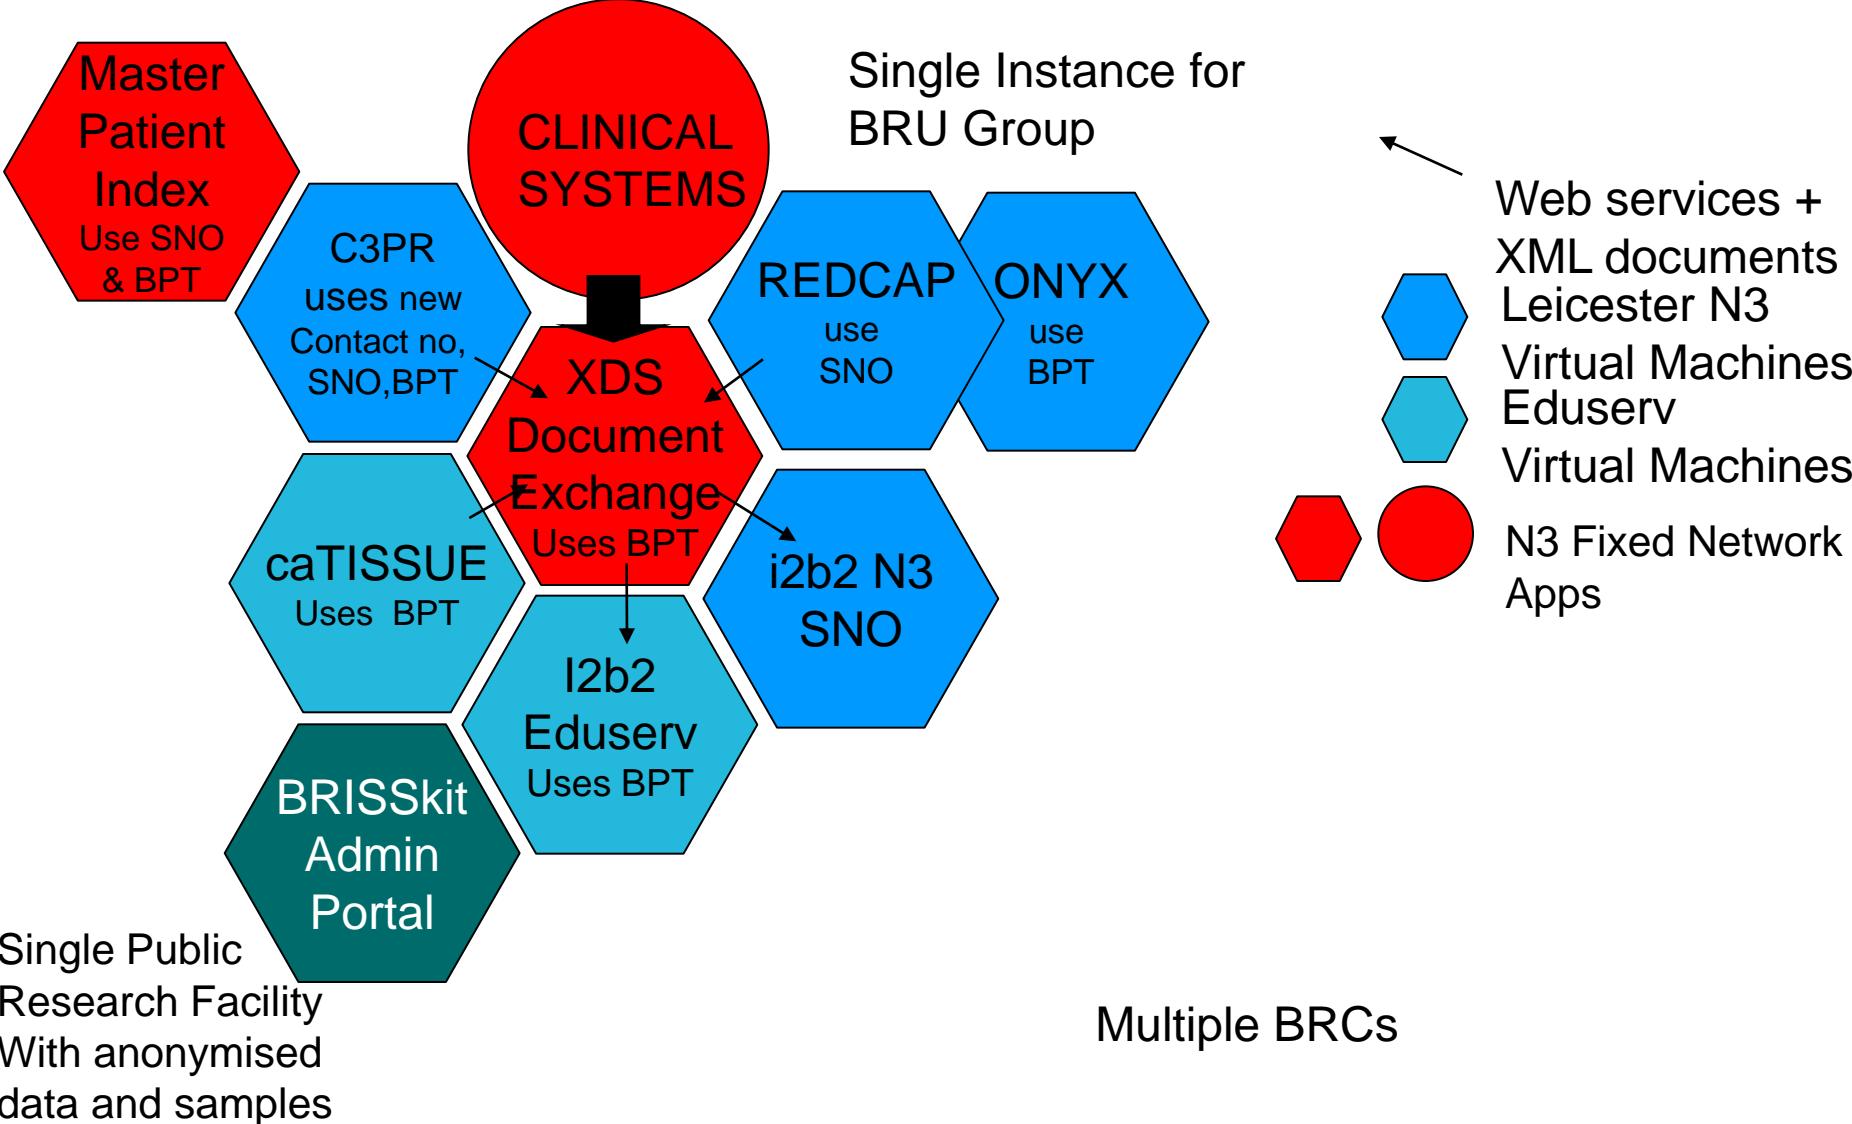 Master
Patient
Index
Use SNO
& BPT
CLINICAL
SYSTEMS
Single Instance for
BRU Group
C3PR
uses new
Contact no,
SNO,BPT
REDCAP
use
SNO
ONYX
use
BPT
XDS
Document
Exchange
Uses BPT
caTISSUE
Uses  BPT
i2b2 N3
SNO
I2b2
Eduserv
Uses BPT
BRISSkit
Admin
Portal
Single Public
Research Facility
With anonymised
data and samples
Multiple BRCs
Web services +
XML documents
Leicester N3
Virtual Machines
Eduserv
Virtual Machines
N3 Fixed Network
Apps